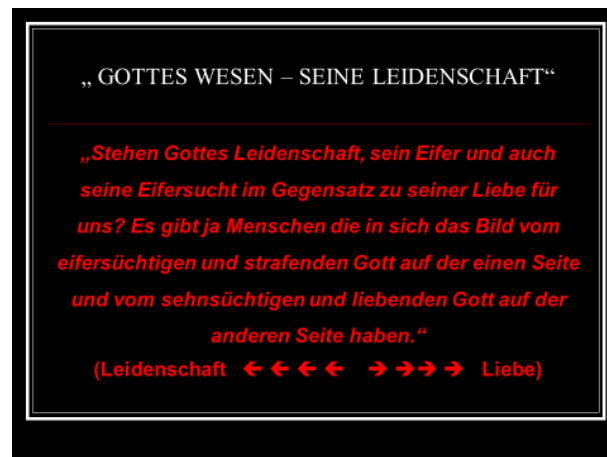 „ GOTTES WESEN – SEINE LEIDENSCHAFT“
„Stehen Gottes Leidenschaft, sein Eifer und auch
seine Eifersucht im Gegensatz zu seiner Liebe für
uns? Es gibt ja Menschen die in sich das Bild vom
eifersüchtigen und strafenden Gott auf der einen Seite
und vom sehnsüchtigen und liebenden Gott auf der
anderen Seite haben.“
(Leidenschaft ← ← ← ← → → → → Liebe)